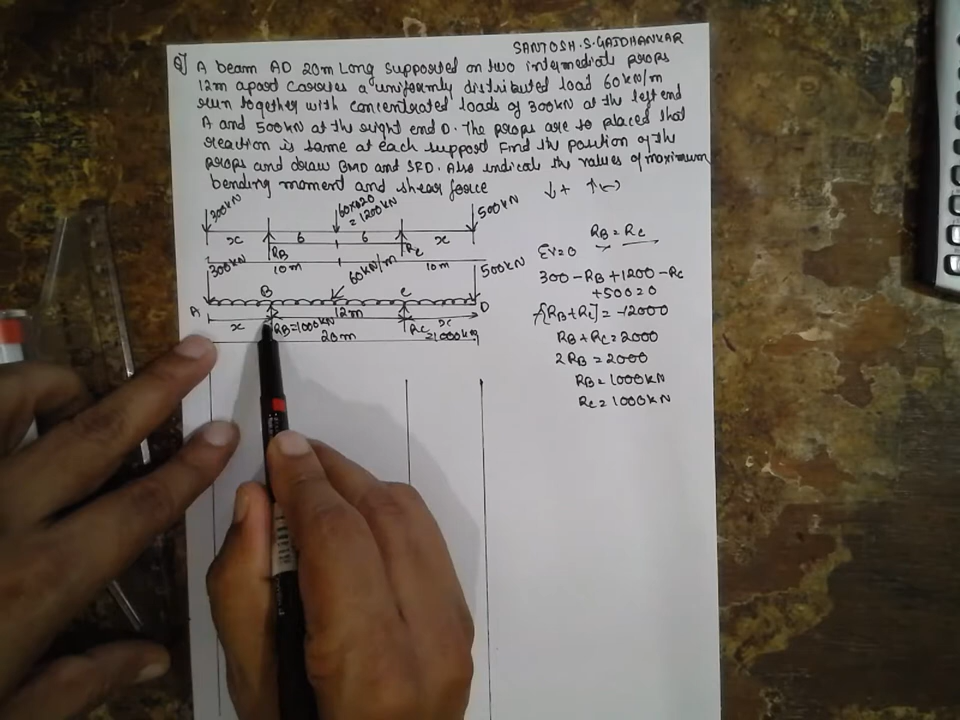 SANTOSH.S.GAIDHANKAR
Q] A beam AD 20m Long supported on two intermediate props
12m apart carries a uniformly distributed load 60 kN/m
run together with concentrated loads of 300kN at the left end
A and 500kN at the right end D. The props are so placed that
reaction is same at each support Find the position of the
props and draw BMD and SFD. Also indicate the values of maximum
bending moment and shear force
↓+ ↑(-)
300kN 60x20 = 1200kN 500kN
x 6 6 x
RB RC
10m 10m
300kN 60kN/m 500kN
A B C D
x 12m x
RB=1000kN RC =1000kN
20m
RB = RC
Σv=0
300 - RB + 1200 - RC
+500=0
-[RB+RC] = -2000
RB + RC = 2000
2RB = 2000
RB = 1000kN
RC = 1000kN